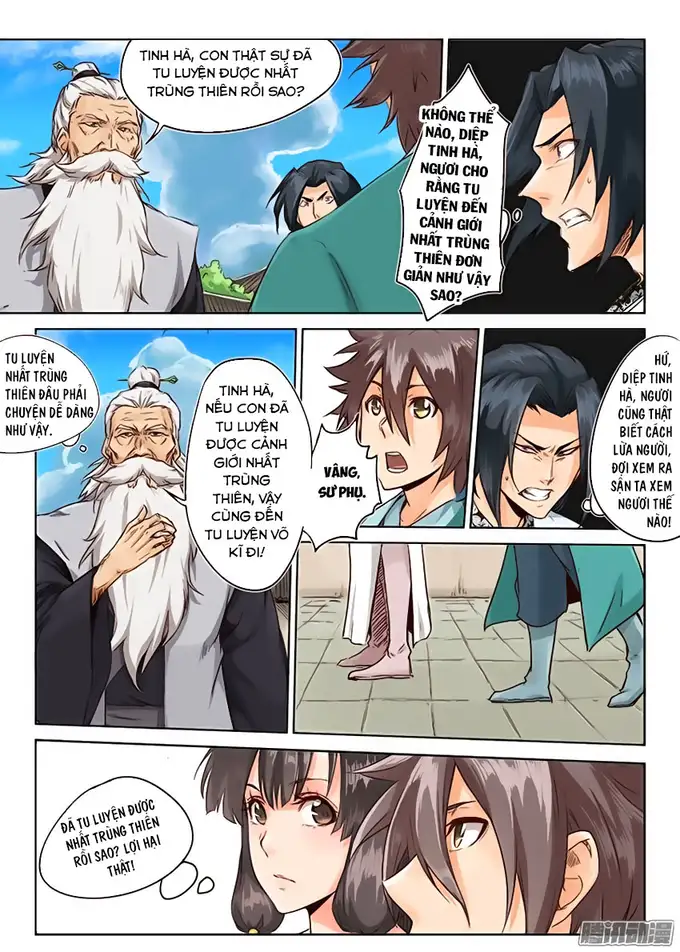 TINH HÀ, CON THẬT SỰ ĐÃ
TU LUYỆN ĐƯỢC NHẤT
TRÙNG THIÊN RỒI SAO?
KHÔNG THỂ
NÀO, DIỆP
TINH HÀ,
NGƯƠI CHO
RẰNG TU
LUYỆN ĐẾN
CẢNH GIỚI
NHẤT TRÙNG
THIÊN ĐƠN
GIẢN NHƯ VẬY
SAO?
TU LUYỆN
NHẤT TRÙNG
THIÊN ĐÂU PHẢI
CHUYỆN DỄ DÀNG
NHƯ VẬY.
TINH HÀ,
NẾU CON ĐÃ
TU LUYỆN
ĐƯỢC CẢNH
GIỚI NHẤT
TRÙNG
THIÊN, VẬY
CÙNG ĐẾN
TU LUYỆN VÕ
KĨ ĐI!
VÂNG,
SƯ PHỤ.
HỨ,
DIỆP TINH
HÀ, NGƯƠI
CŨNG THẬT
BIẾT CÁCH
LỪA NGƯỜI,
ĐỢI XEM RA
SÂN TA XEM
NGƯƠI THẾ
NÀO!
ĐÃ TU LUYỆN ĐƯỢC
NHẤT TRÙNG THIÊN
RỒI SAO? LỢI HẠI
THẬT!
腾讯动漫